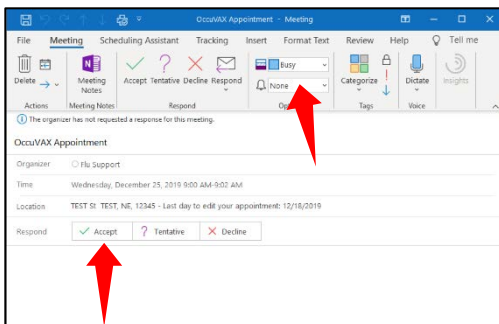 OccuVAX Appointment - Meeting
File Meeting Scheduling Assistant Tracking Insert Format Text Review Help Tell me
Busy
None
Delete Meeting Notes Accept Tentative Decline Respond Categorize Dictate Insights
Actions Meeting Notes Respond Tags Voice
The organizer has not requested a response for this meeting.
OccuVAX Appointment
Organizer Flu Support
Time Wednesday, December 25, 2019 9:00 AM-9:02 AM
Location TEST St TEST, NE, 12345 - Last day to edit your appointment: 12/18/2019
Respond Accept Tentative Decline